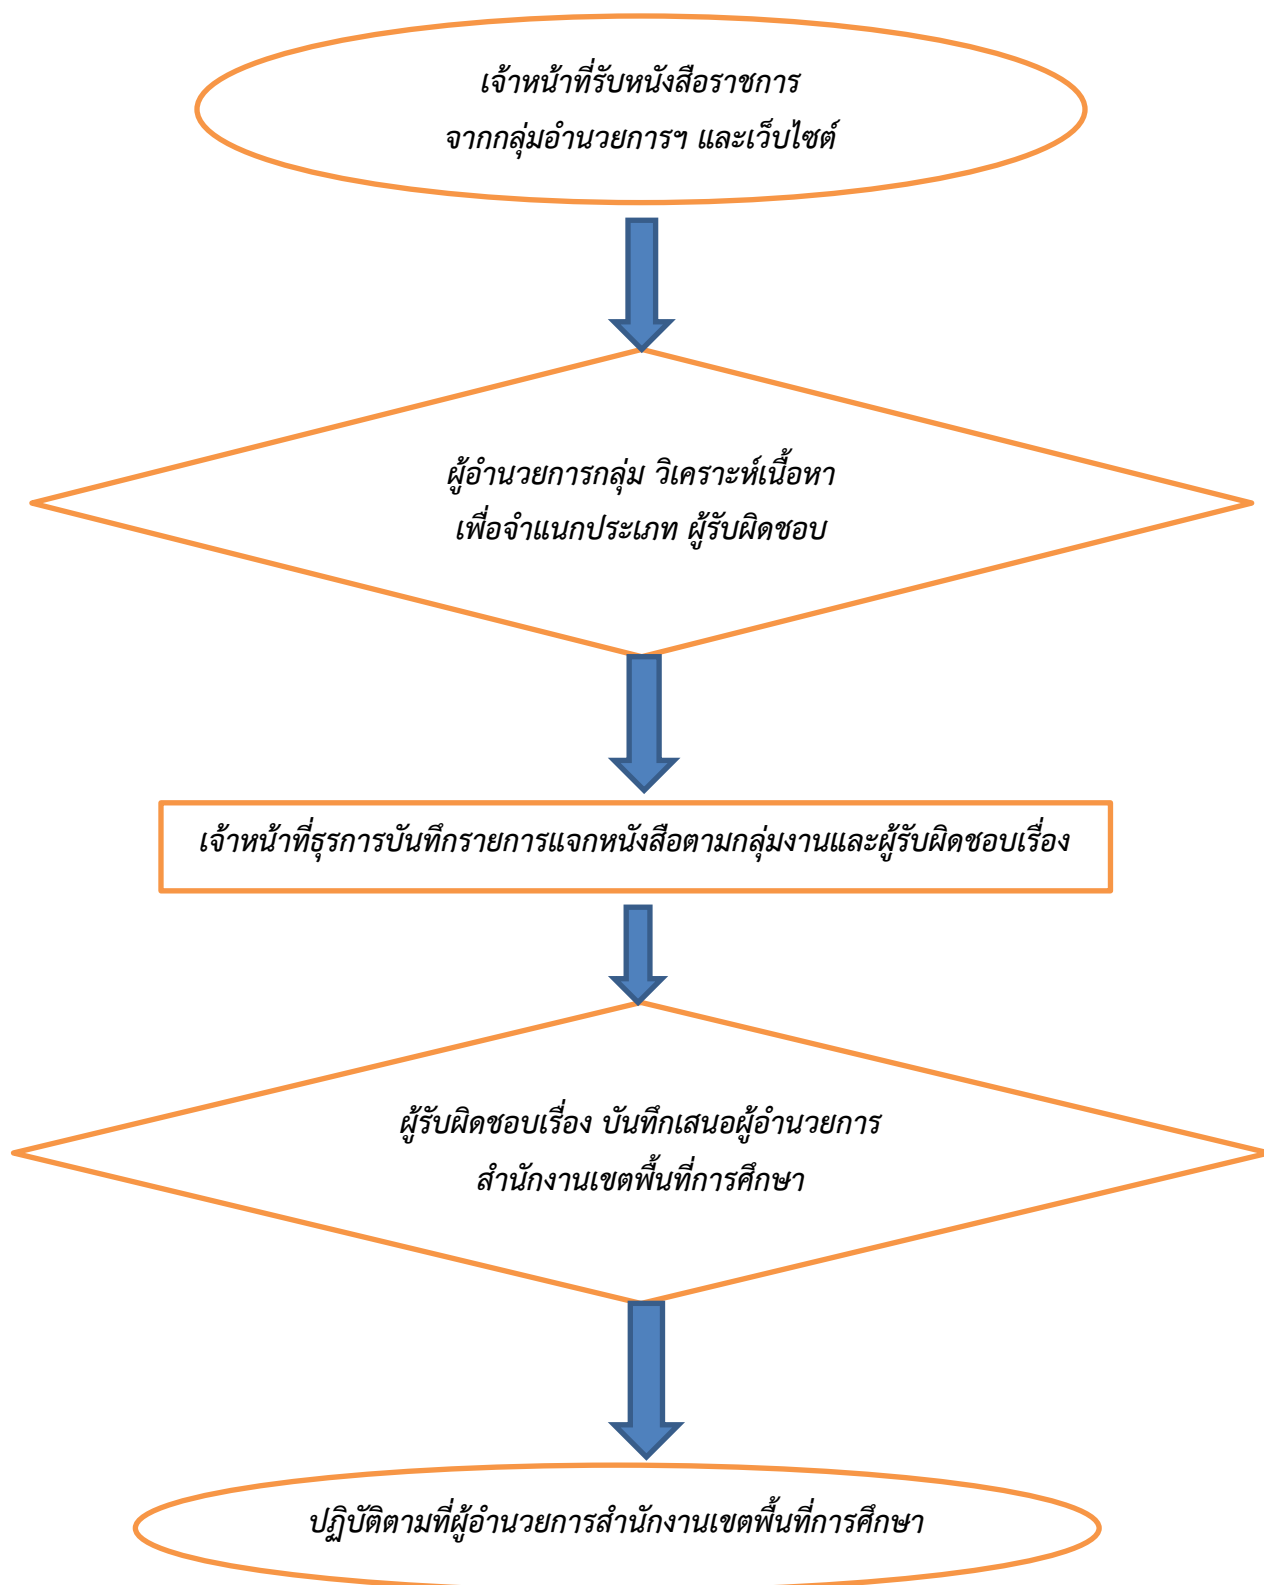 เจ้าหน้าที่รับหนังสือราชการ
จากกลุ่มอำนวยการฯ และเว็บไซต์
ผู้อำนวยการกลุ่ม วิเคราะห์เนื้อหา
เพื่อจำแนกประเภท ผู้รับผิดชอบ
เจ้าหน้าที่ธุรการบันทึกรายการแจกหนังสือตามกลุ่มงานและผู้รับผิดชอบเรื่อง
ผู้รับผิดชอบเรื่อง บันทึกเสนอผู้อำนวยการ
สำนักงานเขตพื้นที่การศึกษา
ปฏิบัติตามที่ผู้อำนวยการสำนักงานเขตพื้นที่การศึกษา